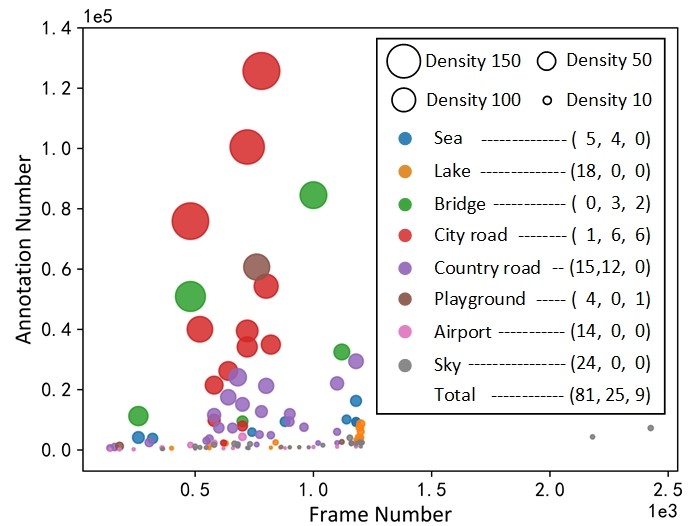 1e5
1.4
1.2
1.0
0.8
0.6
0.4
0.2
0.0
Annotation Number
Density 150 Density 50
Density 100 Density 10
Sea ------------- ( 5, 4, 0)
Lake --------------- (18, 0, 0)
Bridge ------------ ( 0, 3, 2)
City road -------- ( 1, 6, 6)
Country road -- (15,12, 0)
Playground ----- ( 4, 0, 1)
Airport ---------- (14, 0, 0)
Sky --------------- (24, 0, 0)
Total ------------ (81, 25, 9)
0.5 1.0 1.5 2.0 2.5
1e3
Frame Number